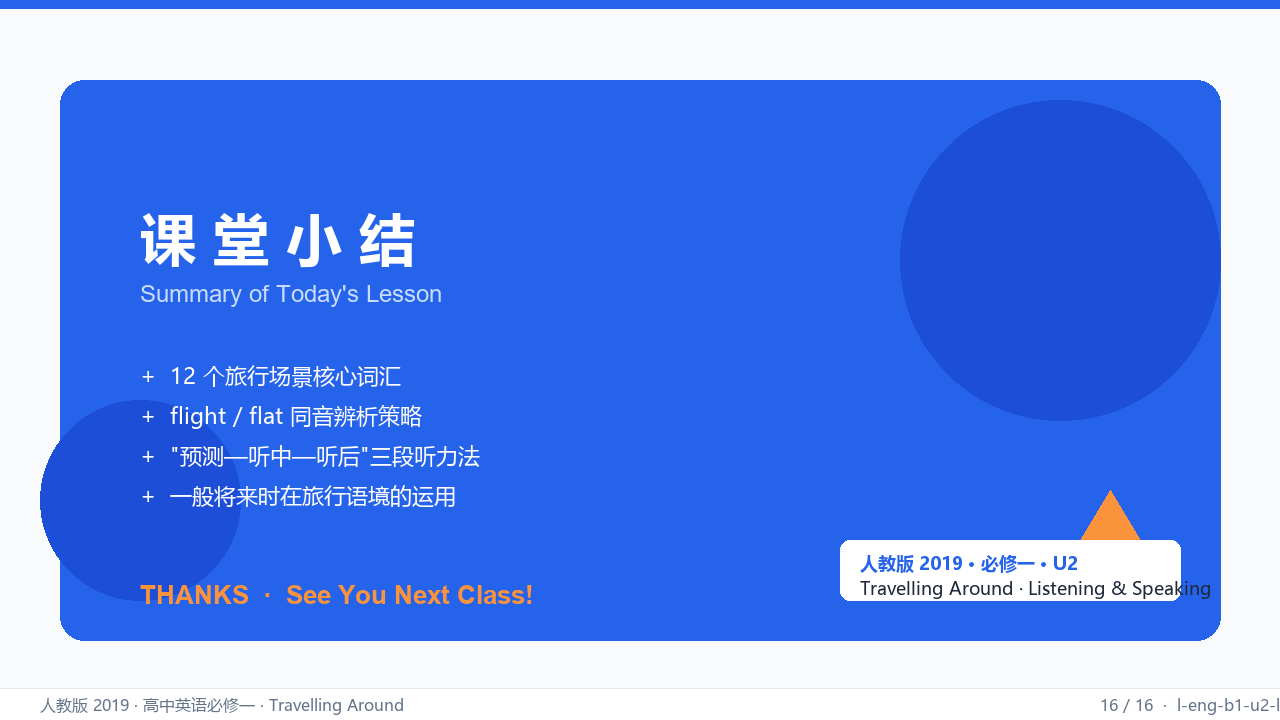 课堂小结
Summary of Today's Lesson
+ 12 个旅行场景核心词汇
+ flight / flat 同音辨析策略
+ "预测—听中—听后"三段听力法
+ 一般将来时在旅行语境的运用
THANKS · See You Next Class!
人教版 2019 • 必修一 • U2
Travelling Around · Listening & Speaking
人教版 2019 · 高中英语必修一 · Travelling Around
16 / 16 · l-eng-b1-u2-l